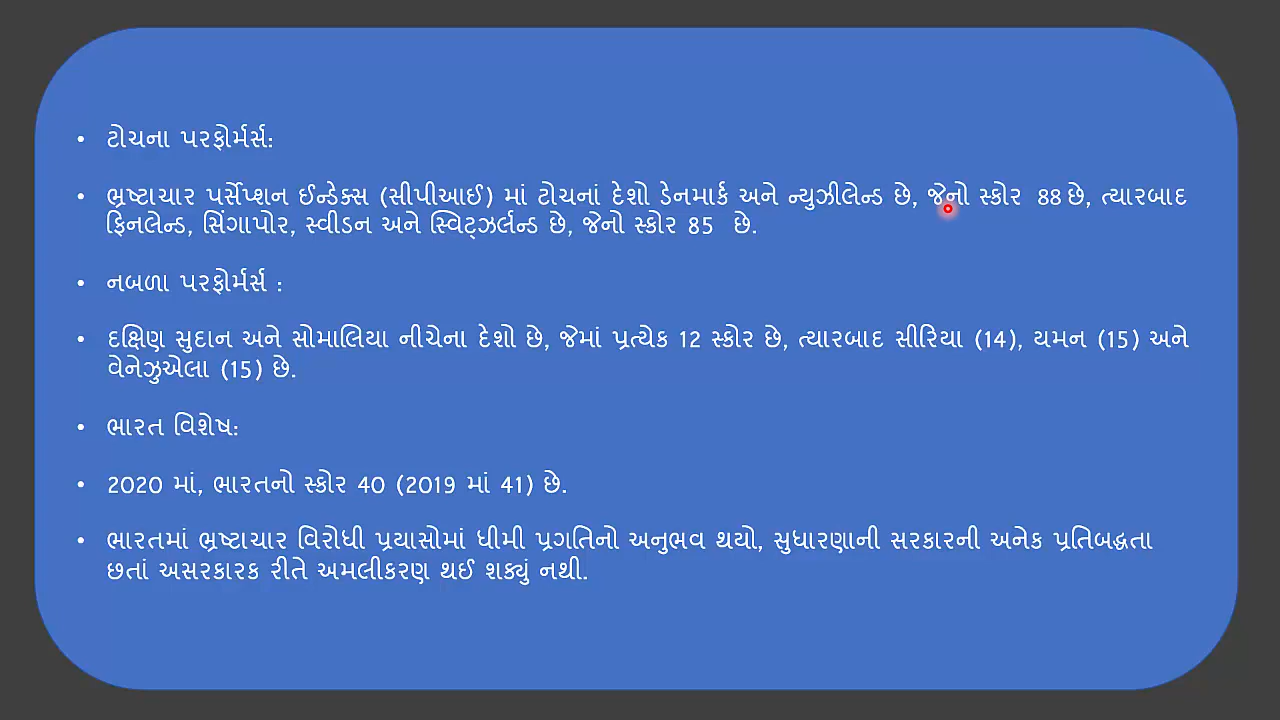 • ટોચના પરફોર્મર્સ:
• ભ્રષ્ટાચાર પર્સેપ્શન ઈન્ડેક્સ (સીપીઆઈ) માં ટોચનાં દેશો ડેનમાર્ક અને ન્યુઝીલેન્ડ છે, જેનો સ્કોર 88 છે, ત્યારબાદ
ફિનલેન્ડ, સિંગાપોર, સ્વીડન અને સ્વિટ્ઝર્લન્ડ છે, જેનો સ્કોર 85 છે.
• નબળા પરફોર્મર્સ :
• દક્ષિણ સુદાન અને સોમાલિયા નીચેના દેશો છે, જેમાં પ્રત્યેક 12 સ્કોર છે, ત્યારબાદ સીરિયા (14), યમન (15) અને
વેનેઝુએલા (15) છે.
• ભારત વિશેષ:
• 2020 માં, ભારતનો સ્કોર 40 (2019 માં 41) છે.
• ભારતમાં ભ્રષ્ટાચાર વિરોધી પ્રયાસોમાં ધીમી પ્રગતિનો અનુભવ થયો, સુધારણાની સરકારની અનેક પ્રતિબદ્ધતા
છતાં અસરકારક રીતે અમલીકરણ થઈ શક્યું નથી.